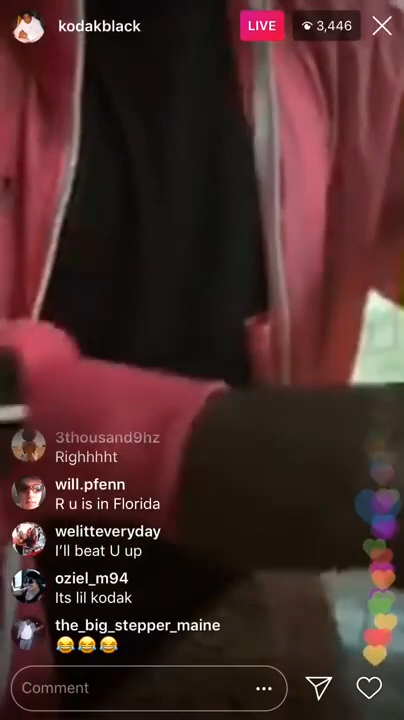 kodakblack
LIVE
3,446
3thousand9hz
Righhhht
will.pfenn
R u is in Florida
welitteveryday
I'll beat U up
oziel_m94
Its lil kodak
the_big_stepper_maine
😂😂😂
Comment